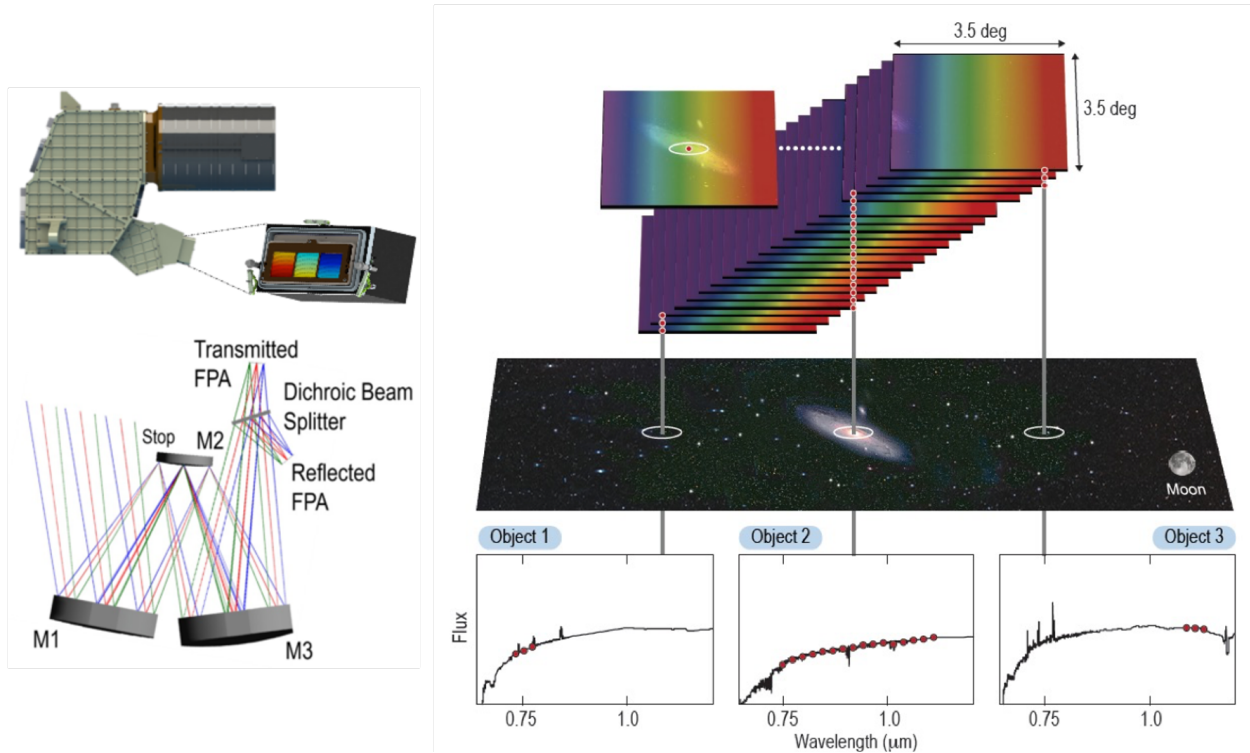 Transmitted
FPA
Dichroic Beam
Splitter
Stop
M2
Reflected
FPA
M1
M3
3.5 deg
3.5 deg
Moon
Object 1
Object 2
Object 3
Flux
0.75
1.0
0.75
1.0
0.75
1.0
Wavelength (μm)